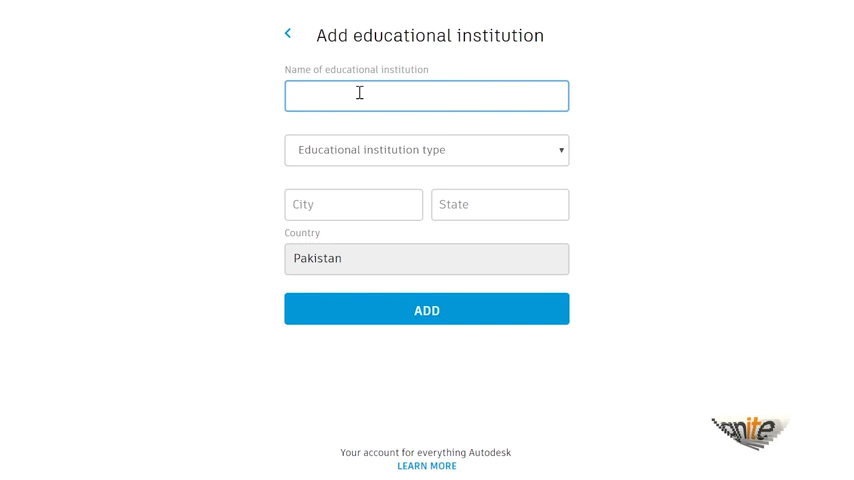 Add educational institution
Name of educational institution
Educational institution type
City State
Country
Pakistan
ADD
Your account for everything Autodesk
LEARN MORE